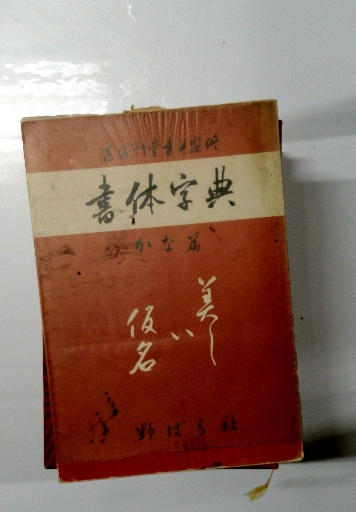 書体字典
かな篇
美しい
仮名
野ばら社